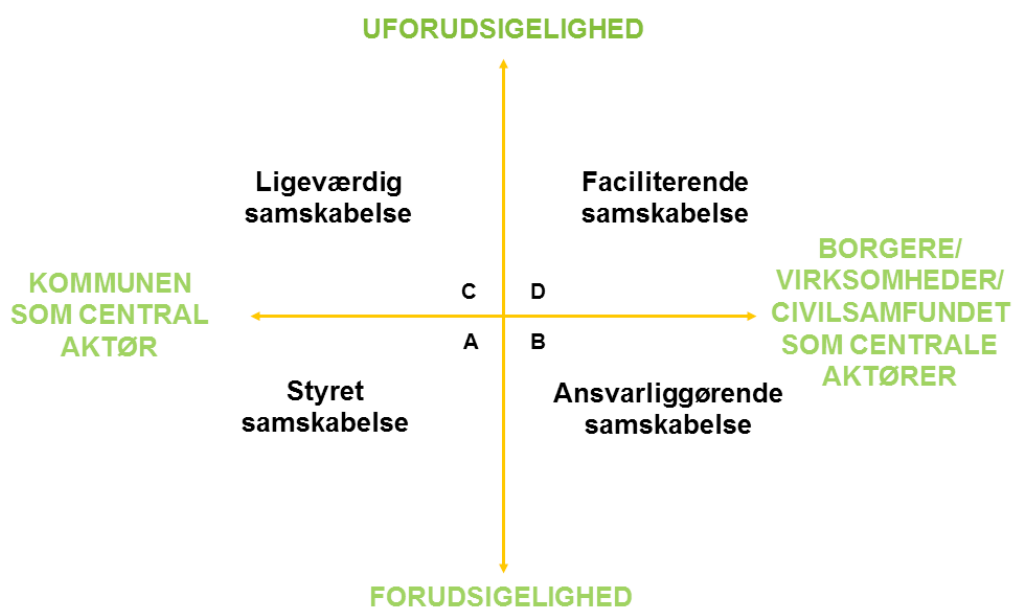 UFORUDSIGELIGHED
Ligeværdig
samskabelse
Faciliterende
samskabelse
KOMMUNEN
SOM CENTRAL
AKTØR
BORGERE/
VIRKSOMHEDER/
CIVILSAMFUNDET
SOM CENTRALE
AKTØRER
C
D
A
B
Styret
samskabelse
Ansvarliggørende
samskabelse
FORUDSIGELIGHED